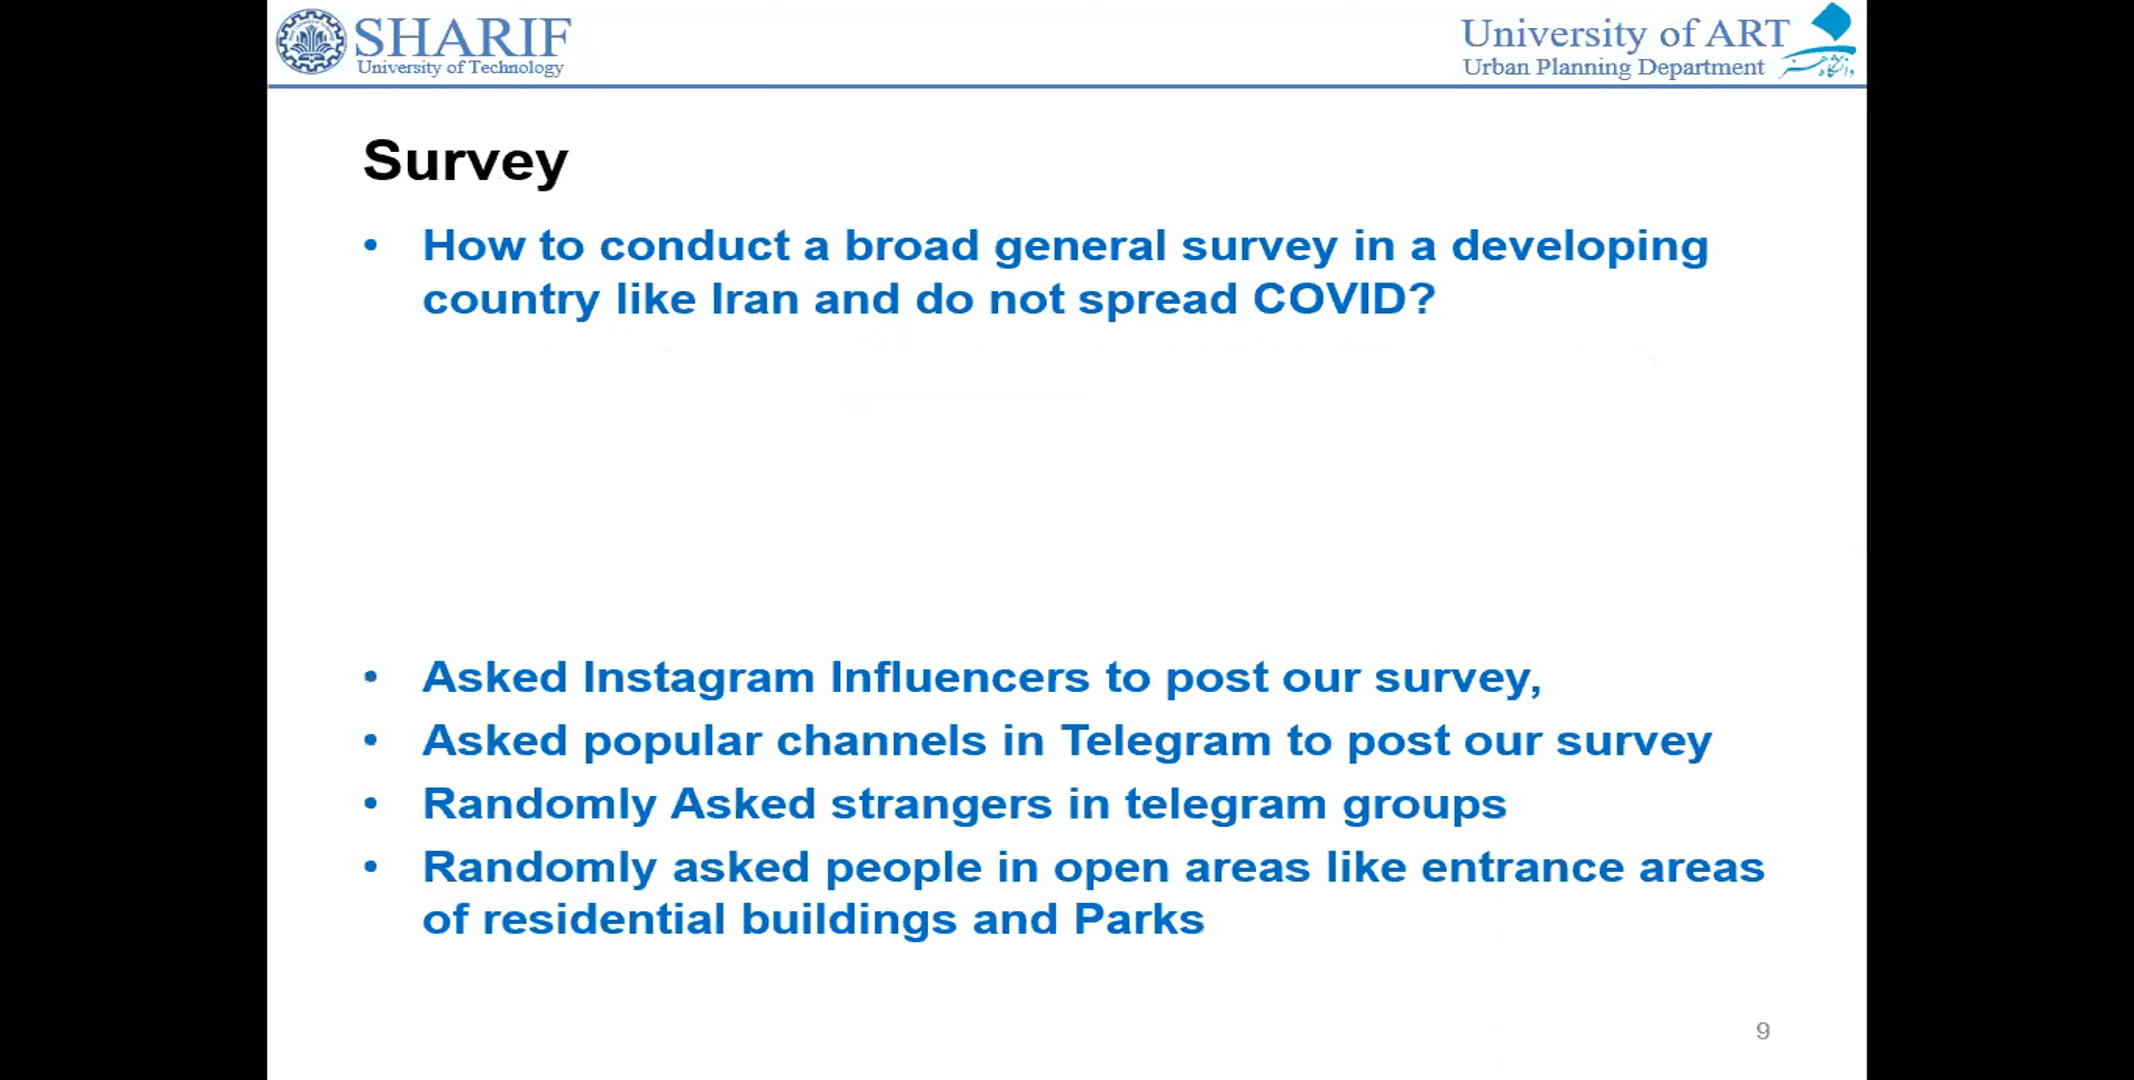 SHARIF
University of Technology
University of ART
Urban Planning Department
دانشگاه هنر
Survey
• How to conduct a broad general survey in a developing
country like Iran and do not spread COVID?
• Asked Instagram Influencers to post our survey,
• Asked popular channels in Telegram to post our survey
• Randomly Asked strangers in telegram groups
• Randomly asked people in open areas like entrance areas
of residential buildings and Parks
9